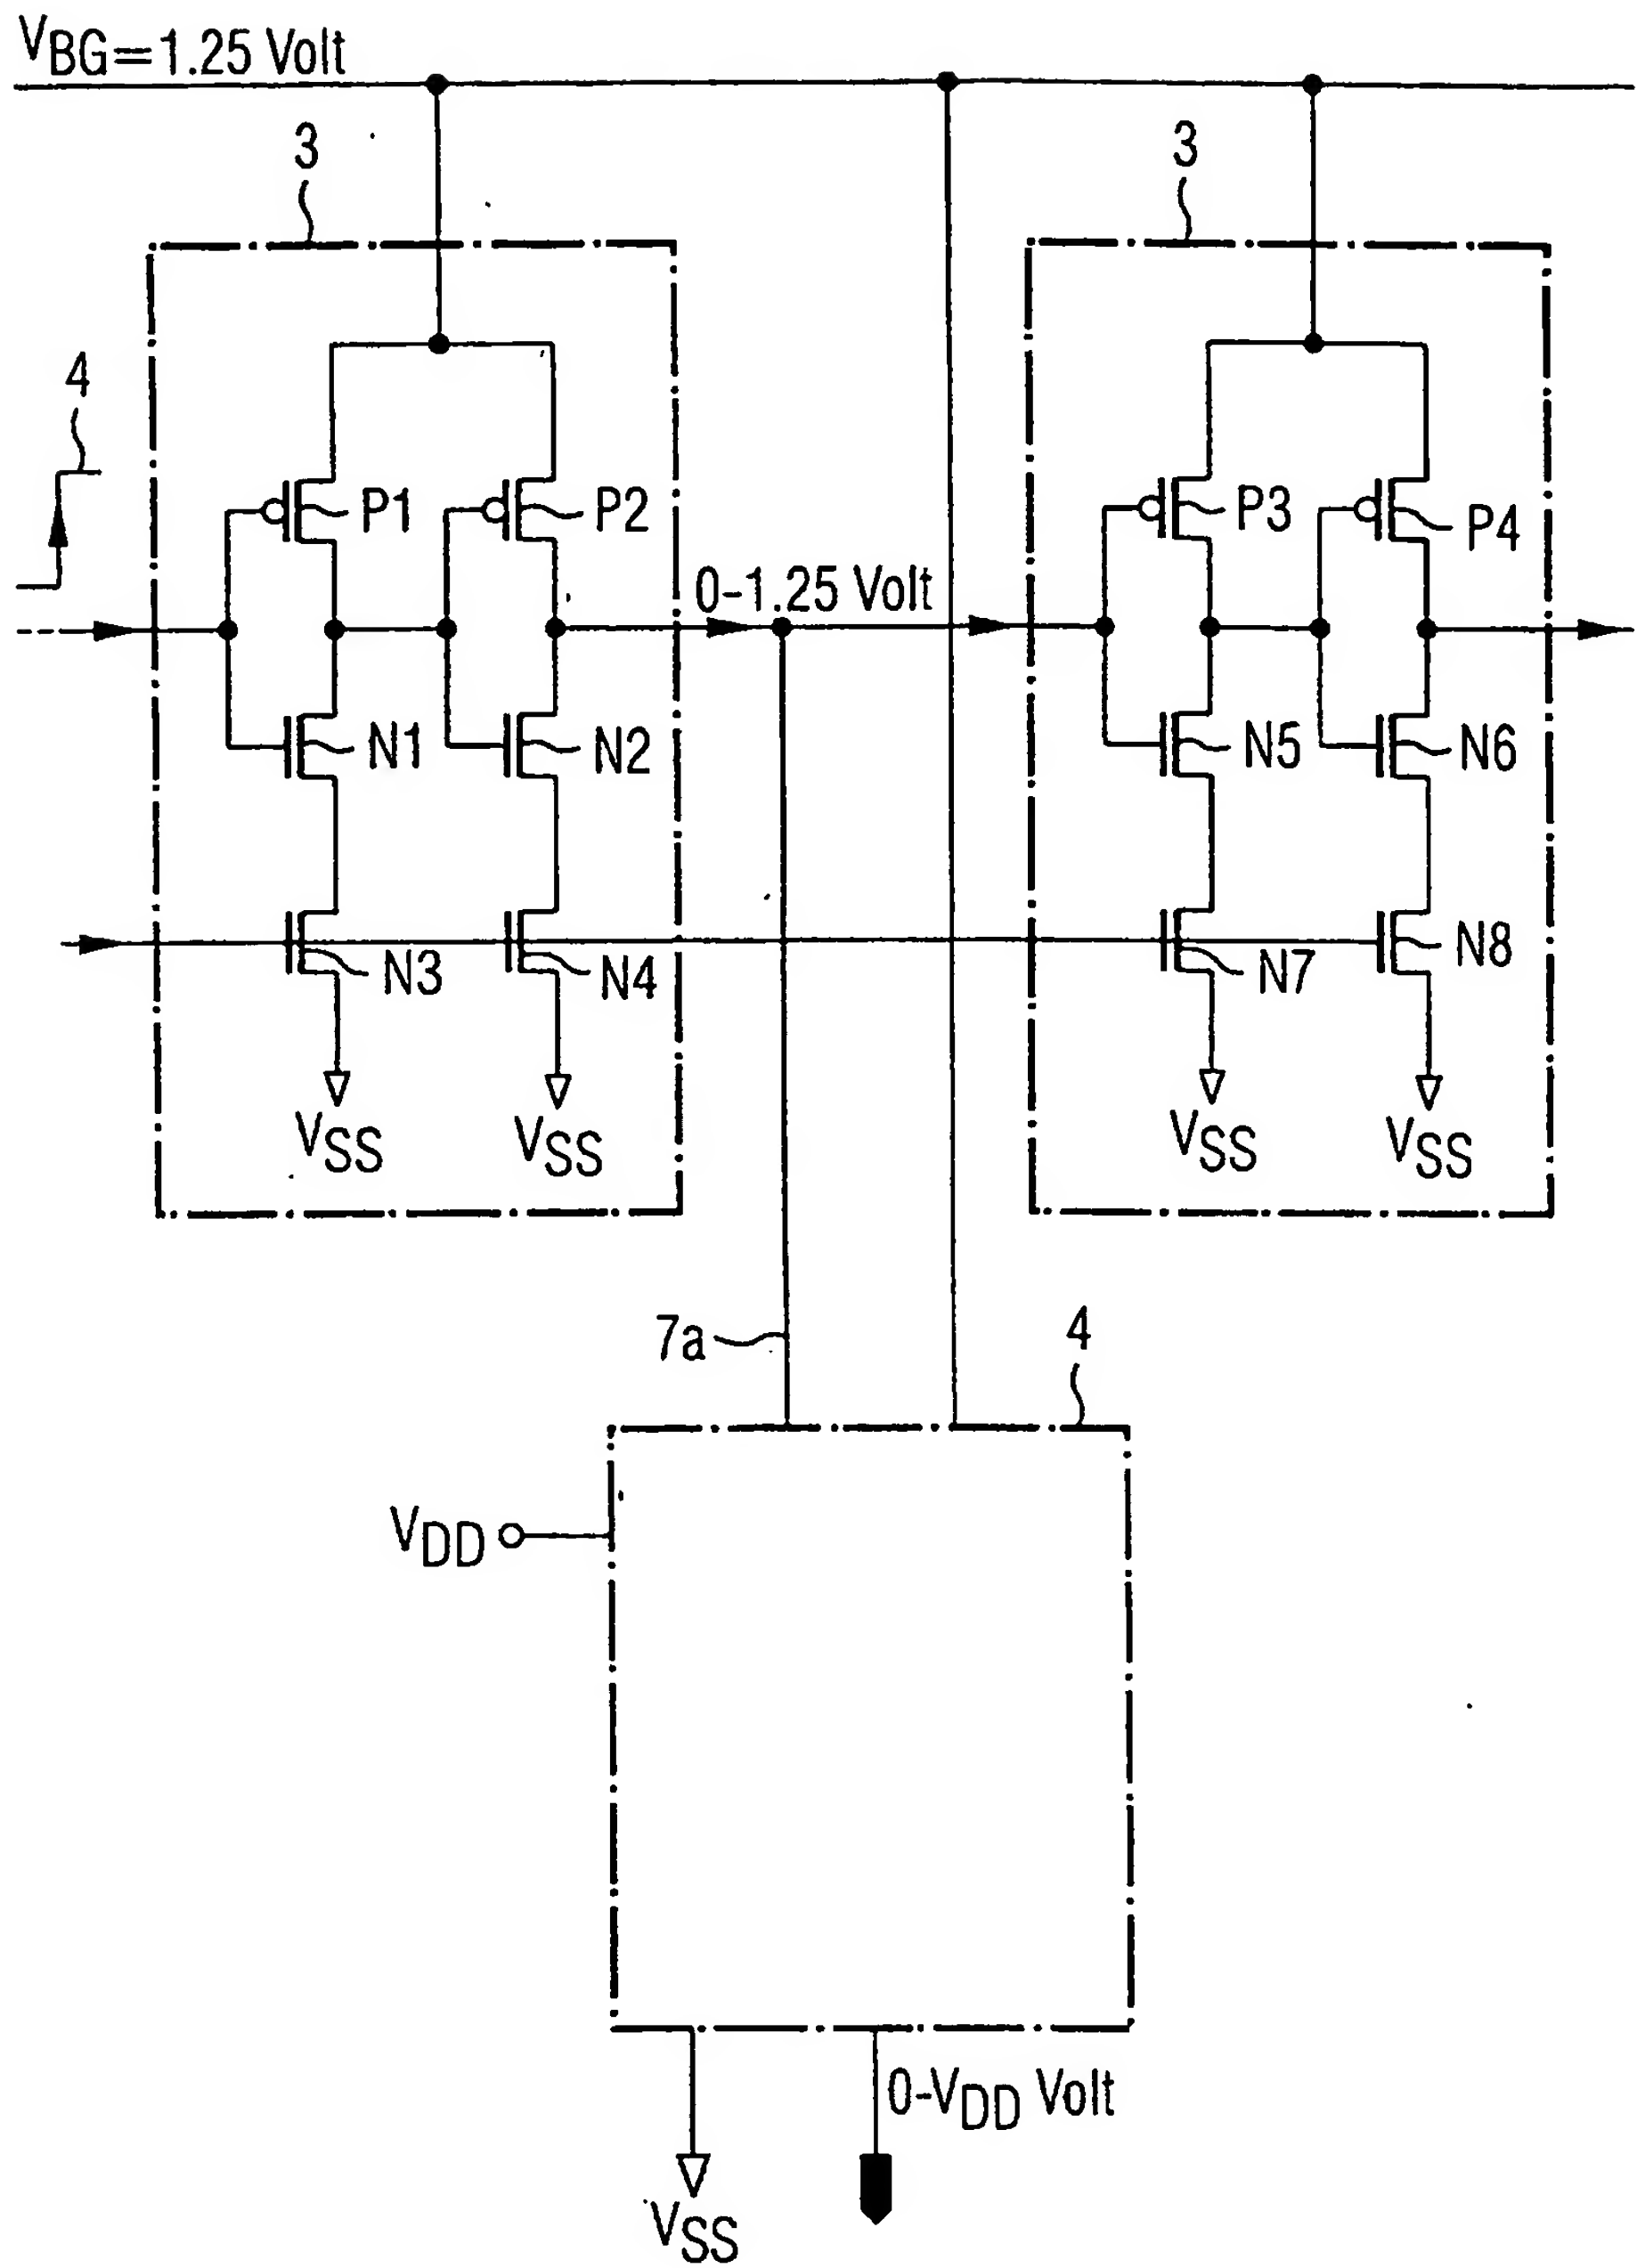 VBG=1.25 Volt
3
3
4
P1
P2
P3
P4
0-1.25 Volt
N1
N2
N5
N6
N3
N4
N7
N8
VSS
VSS
VSS
VSS
7a
4
VDD
0-VDD Volt
VSS